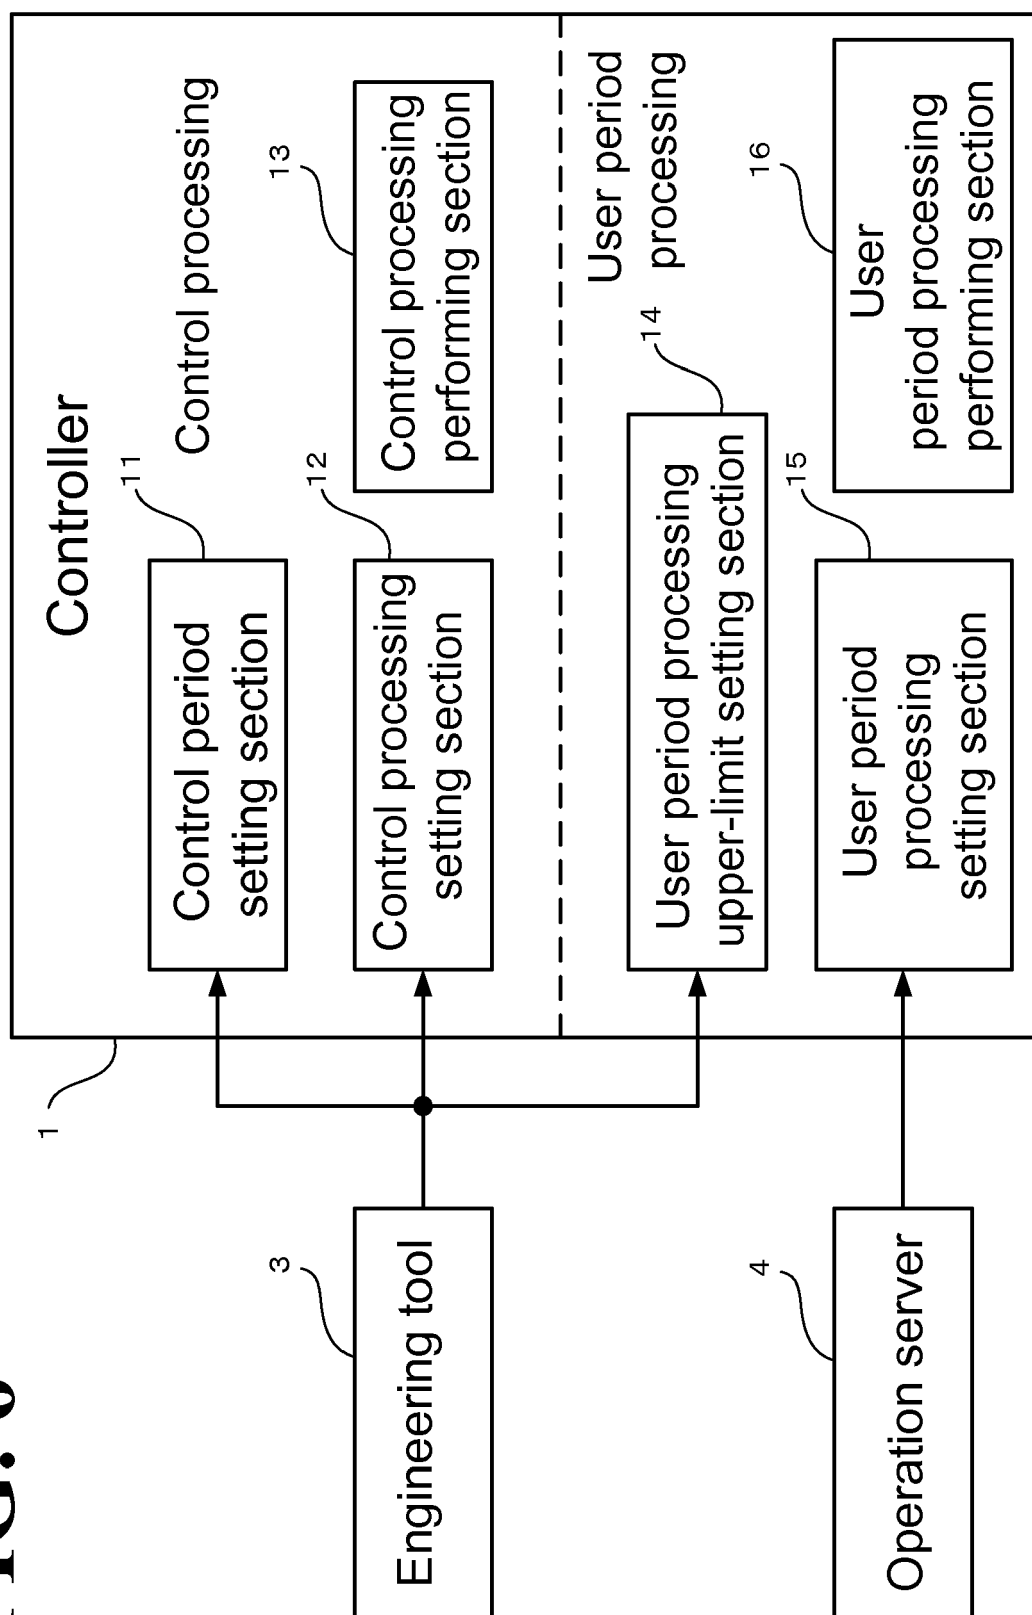 Controller
1
Control processing
11
Control period
setting section
12
Control processing
setting section
13
Control processing
performing section
3
Engineering tool
User period
processing
14
User period processing
upper-limit setting section
15
User period
processing
setting section
16
User
period processing
performing section
4
Operation server